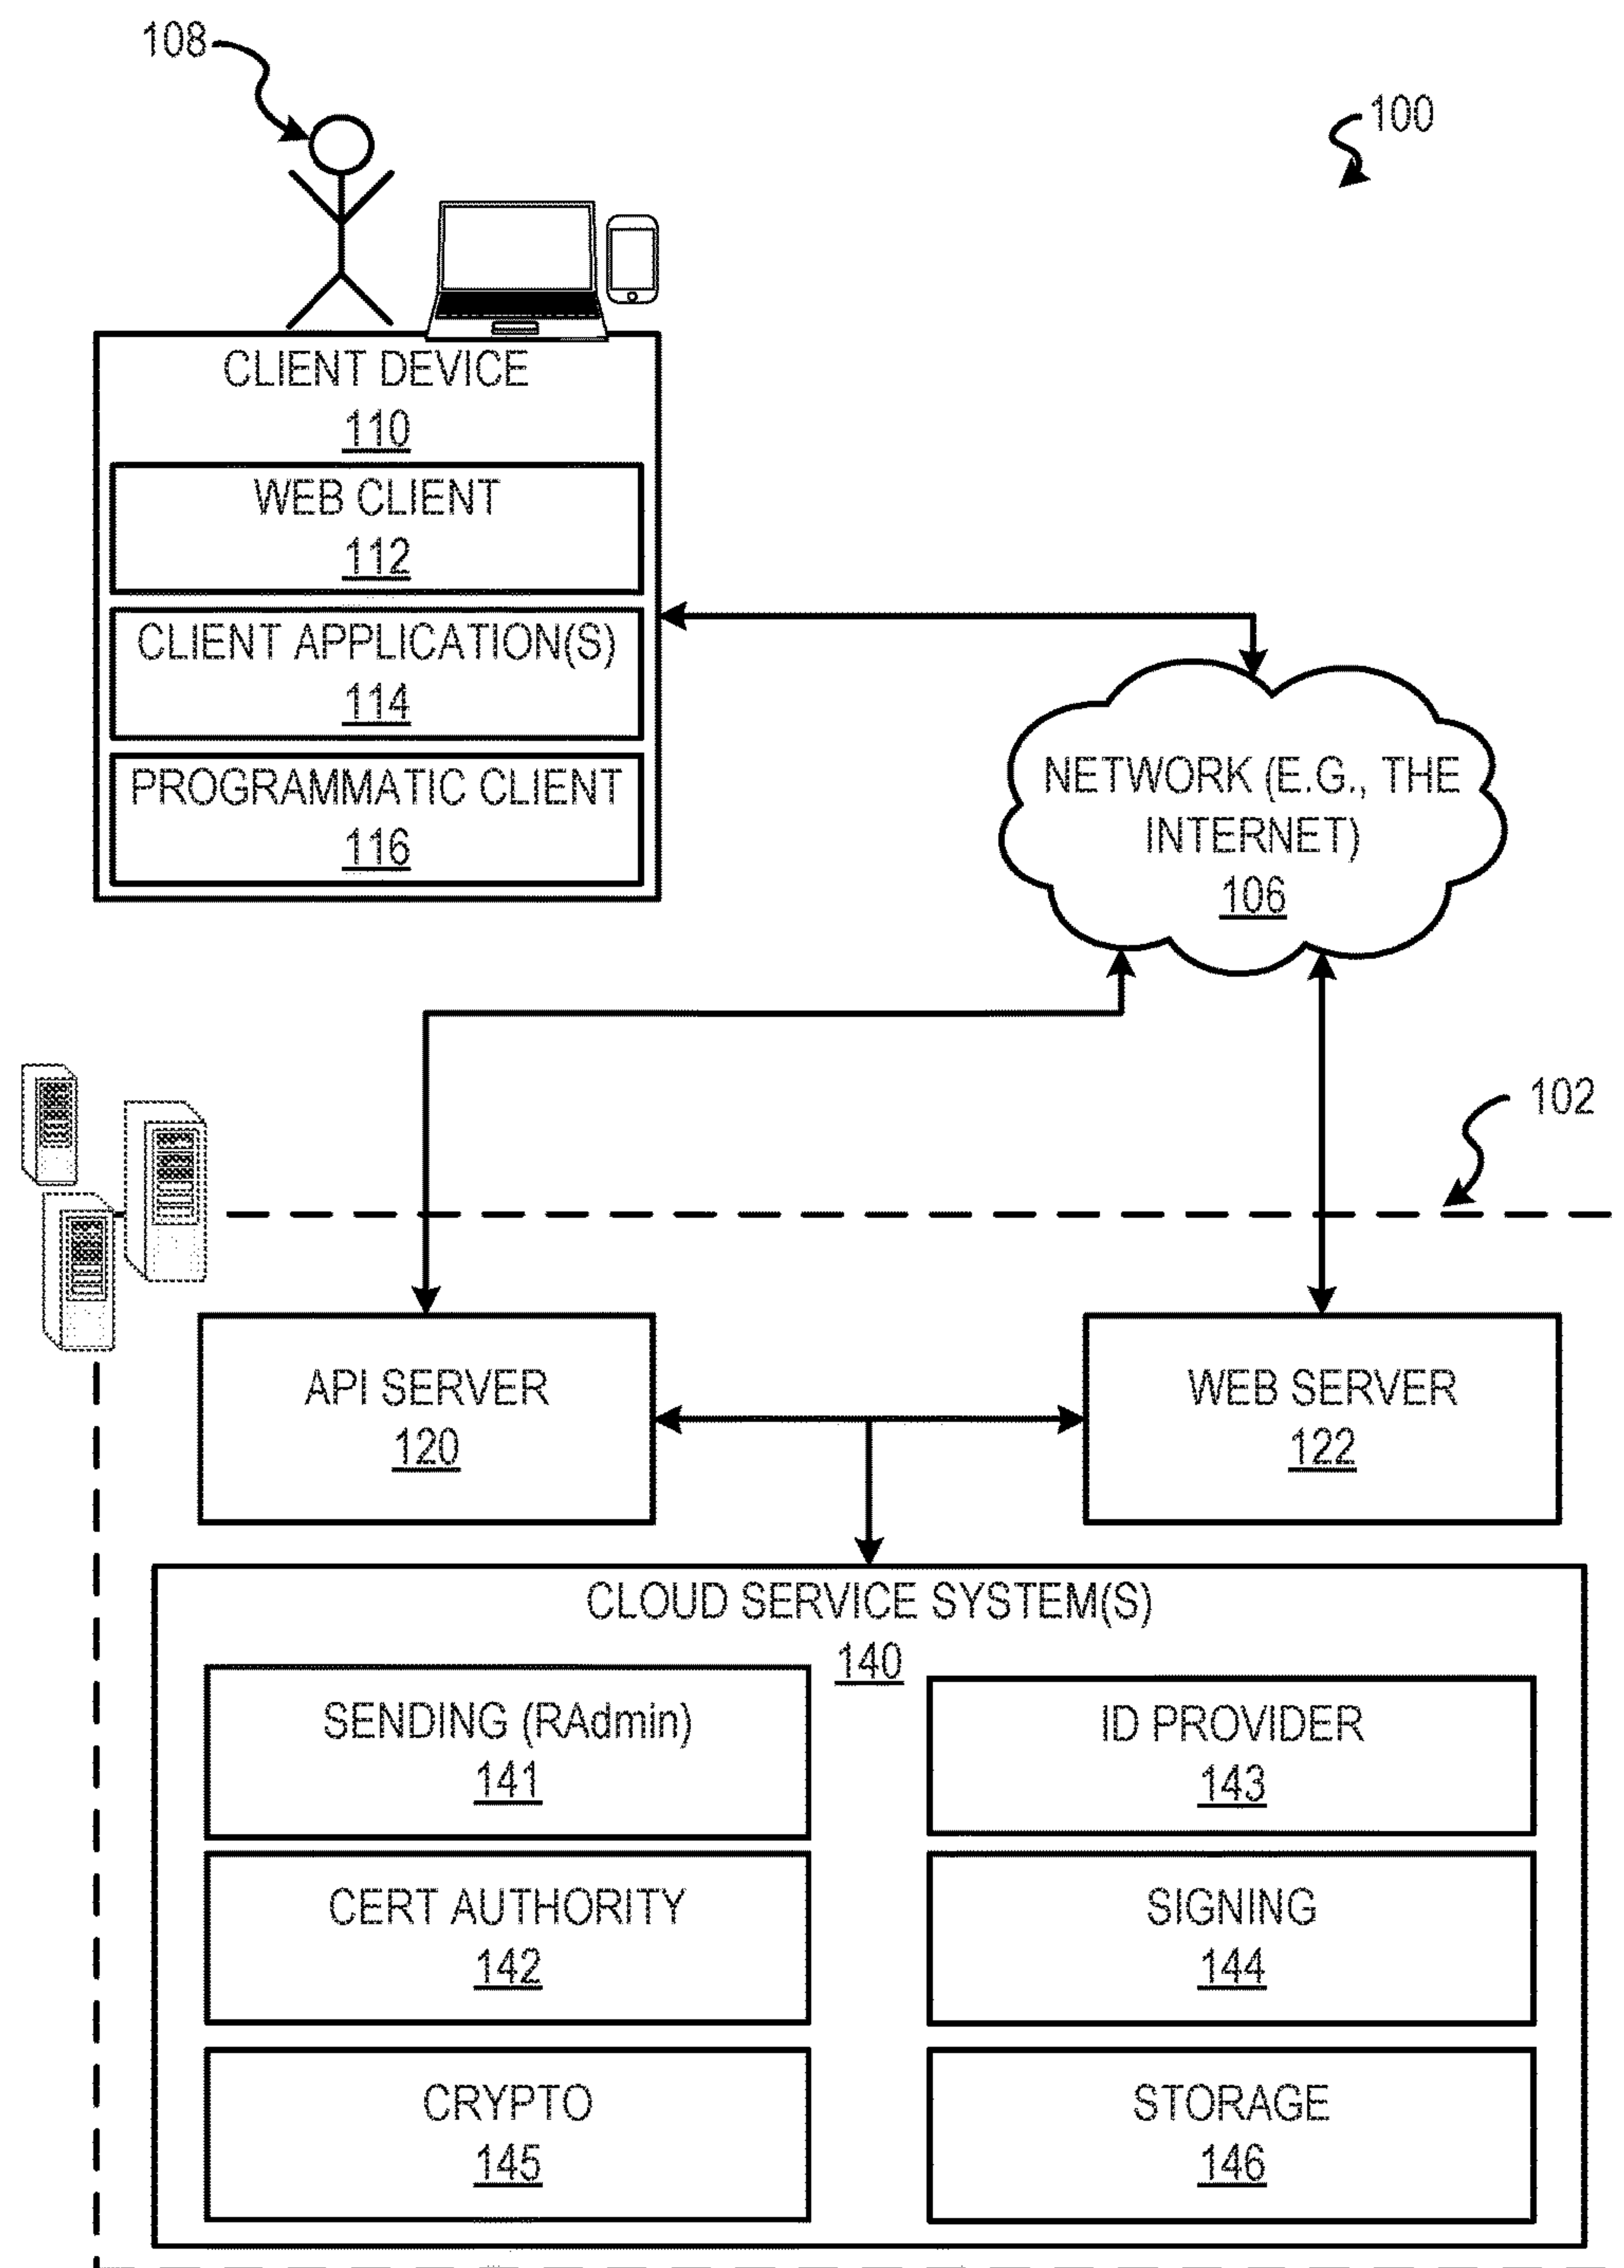 108
100
CLIENT DEVICE
110
WEB CLIENT
112
CLIENT APPLICATION(S)
114
PROGRAMMATIC CLIENT
116
NETWORK (E.G., THE
INTERNET)
106
102
API SERVER
120
WEB SERVER
122
CLOUD SERVICE SYSTEM(S)
140
SENDING (RAdmin)
141
ID PROVIDER
143
CERT AUTHORITY
142
SIGNING
144
CRYPTO
145
STORAGE
146